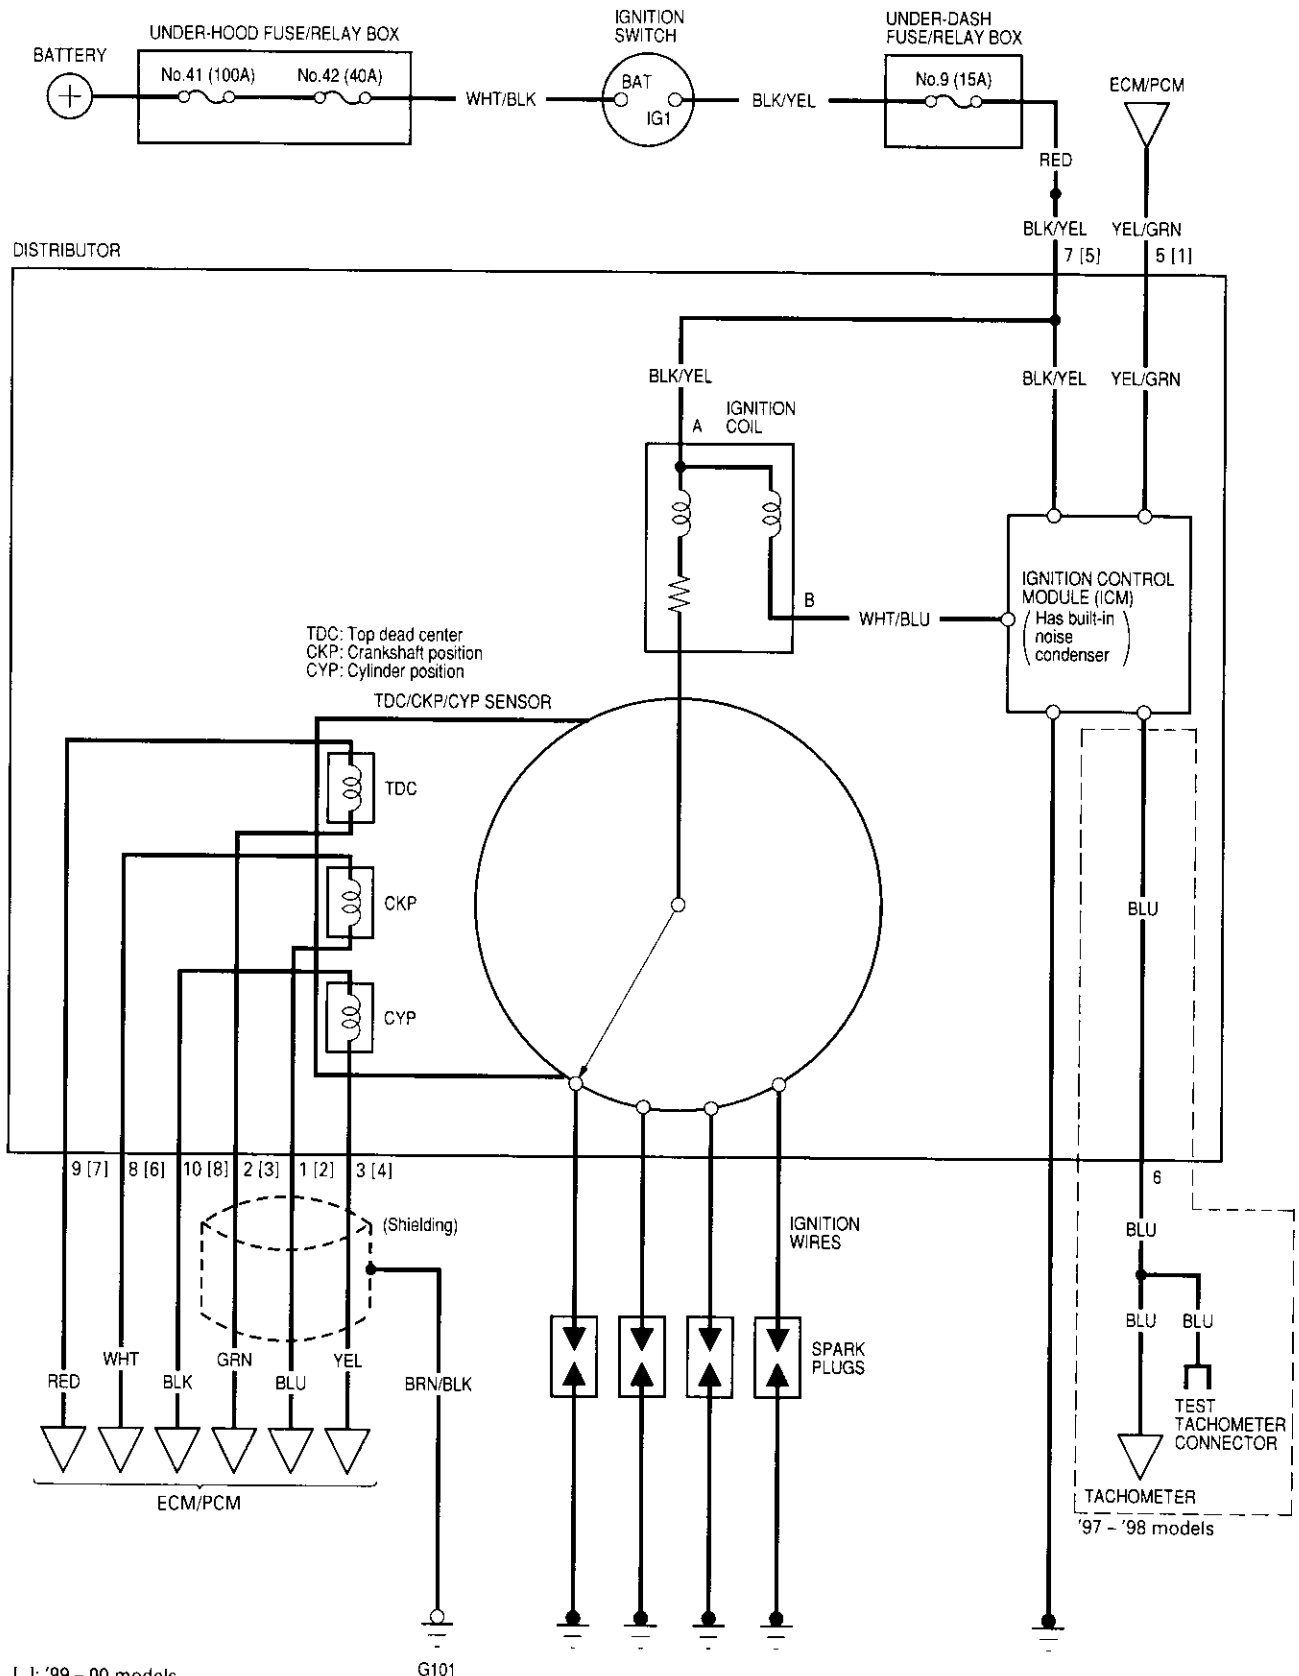 UNDER-HOOD FUSE/RELAY BOX
IGNITION
SWITCH
UNDER-DASH
FUSE/RELAY BOX
BATTERY
No.41 (100A)
No.42 (40A)
BAT
IG1
No.9 (15A)
ECM/PCM
WHT/BLK
BLK/YEL
RED
BLK/YEL
YEL/GRN
DISTRIBUTOR
7 [5]
5 [1]
BLK/YEL
BLK/YEL
YEL/GRN
A
IGNITION
COIL
B
WHT/BLU
IGNITION CONTROL
MODULE (ICM)
(Has built-in
noise
condenser)
TDC: Top dead center
CKP: Crankshaft position
CYP: Cylinder position
TDC/CKP/CYP SENSOR
TDC
CKP
CYP
BLU
9 [7]
8 [6]
10 [8]
2 [3]
1 [2]
3 [4]
6
(Shielding)
IGNITION
WIRES
BLU
BLU
BLU
WHT
GRN
YEL
RED
BLK
BLU
BRN/BLK
SPARK
PLUGS
TEST
TACHOMETER
CONNECTOR
ECM/PCM
TACHOMETER
'97 – '98 models
G101
[ ]: '99 – 00 models